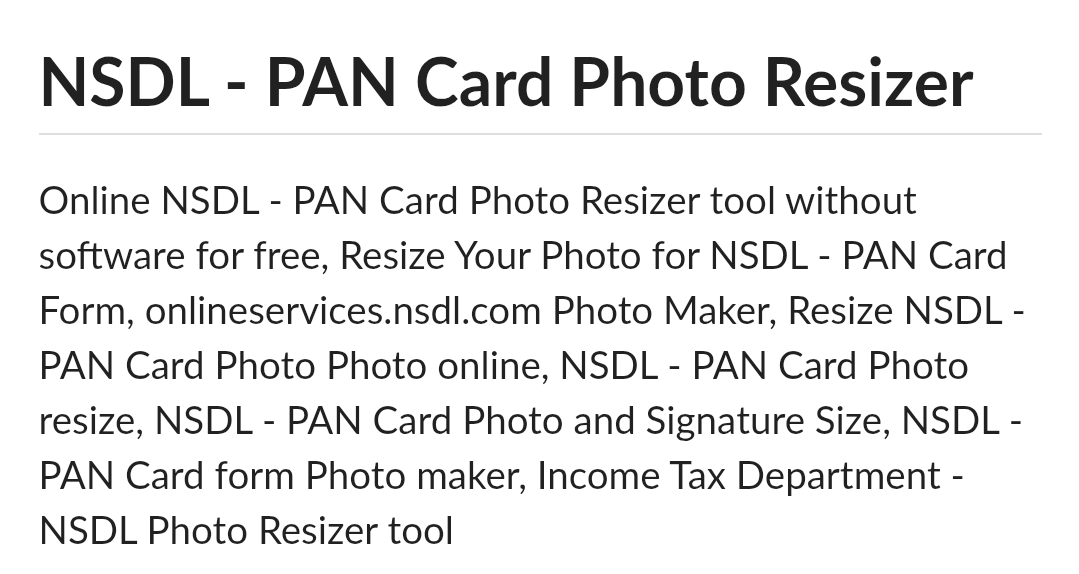 NSDL - PAN Card Photo Resizer
Online NSDL - PAN Card Photo Resizer tool without
software for free, Resize Your Photo for NSDL - PAN Card
Form, onlineservices.nsdl.com Photo Maker, Resize NSDL -
PAN Card Photo Photo online, NSDL - PAN Card Photo
resize, NSDL - PAN Card Photo and Signature Size, NSDL -
PAN Card form Photo maker, Income Tax Department -
NSDL Photo Resizer tool